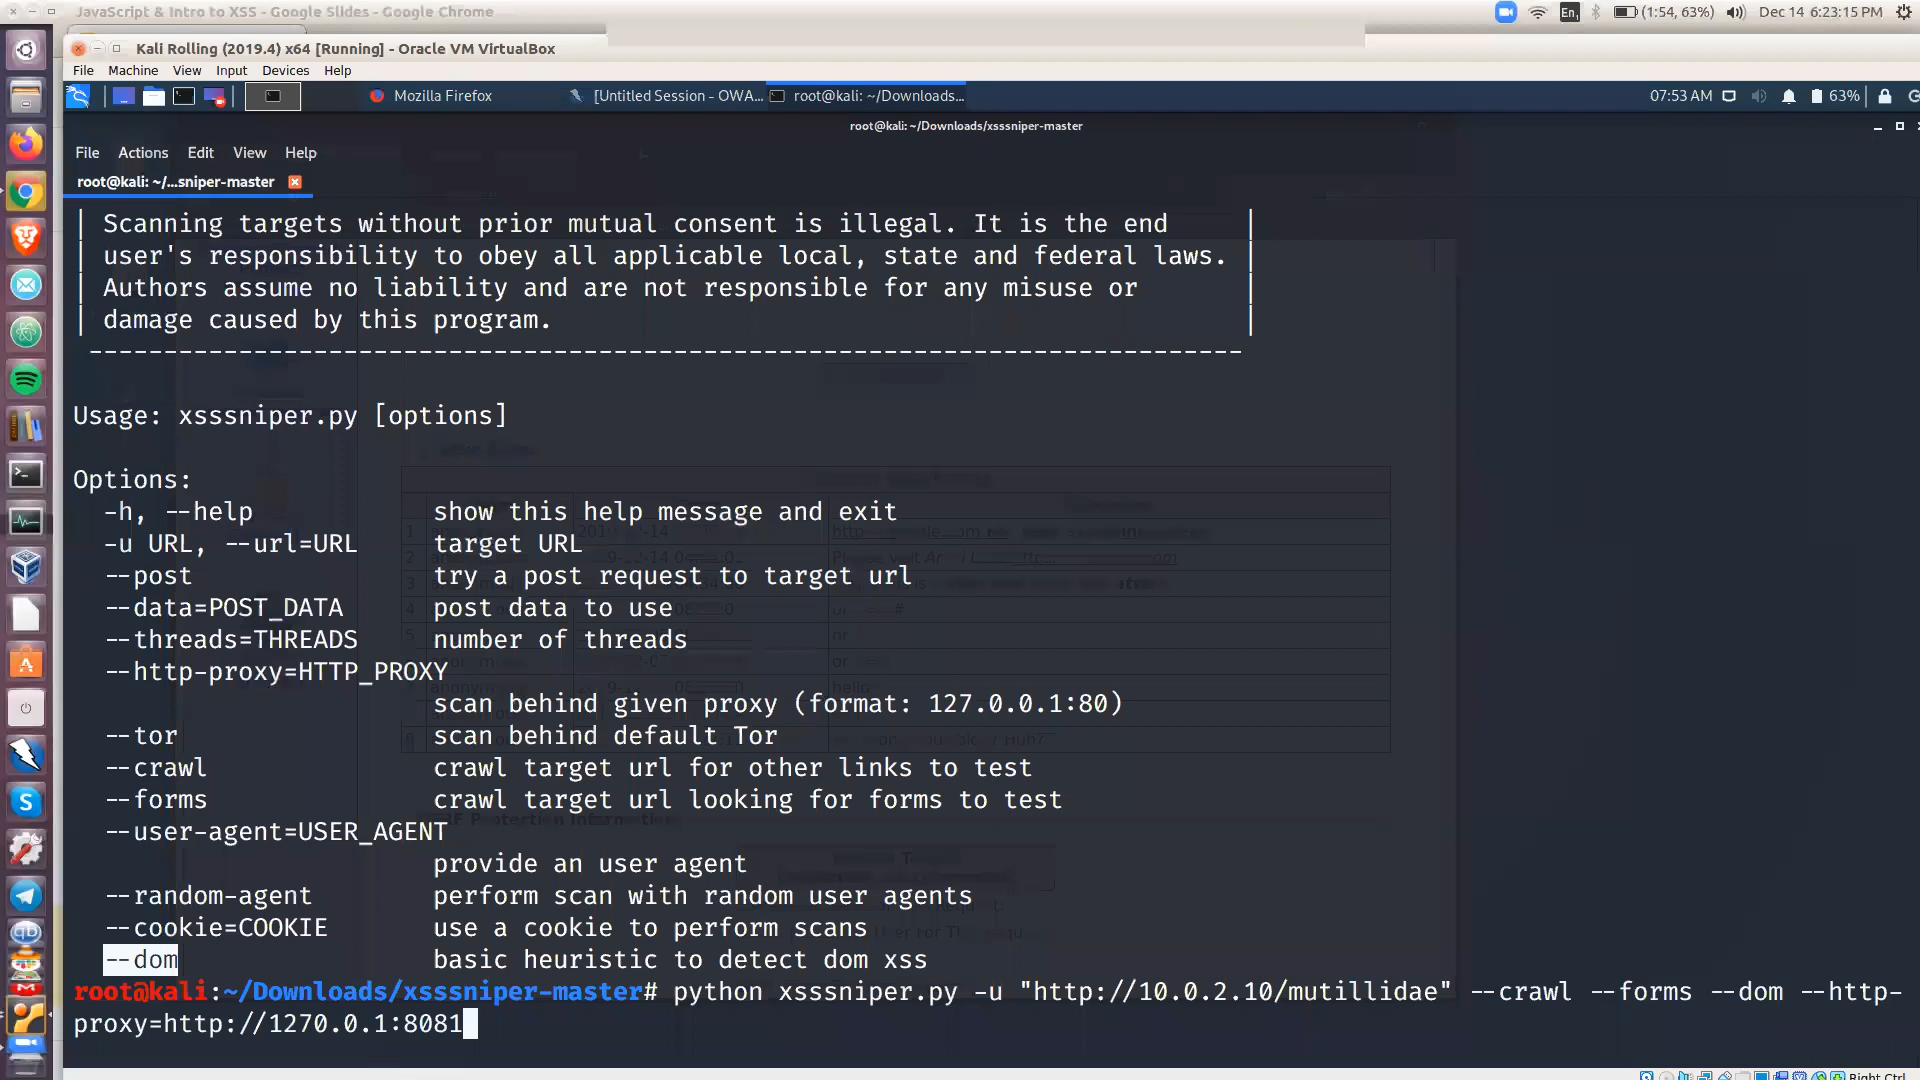 JavaScript & Intro to XSS - Google Slides - Google Chrome
En
(1:54, 63%)
Dec 14 6:23:15 PM
Kali Rolling (2019.4) x64 [Running] - Oracle VM VirtualBox
File Machine View Input Devices Help
Mozilla Firefox
[Untitled Session - OWA...
root@kali: ~/Downloads...
07:53 AM
63%
root@kali: ~/Downloads/xsssniper-master
File Actions Edit View Help
root@kali: ~/...sniper-master
| Scanning targets without prior mutual consent is illegal. It is the end |
| user's responsibility to obey all applicable local, state and federal laws. |
| Authors assume no liability and are not responsible for any misuse or |
| damage caused by this program. |
-----------------------------------------------------------------------------
Usage: xsssniper.py [options]
Options:
-h, --help show this help message and exit
-u URL, --url=URL target URL
--post try a post request to target url
--data=POST_DATA post data to use
--threads=THREADS number of threads
--http-proxy=HTTP_PROXY
scan behind given proxy (format: 127.0.0.1:80)
--tor scan behind default Tor
--crawl crawl target url for other links to test
--forms crawl target url looking for forms to test
--user-agent=USER_AGENT
provide an user agent
--random-agent perform scan with random user agents
--cookie=COOKIE use a cookie to perform scans
--dom basic heuristic to detect dom xss
root@kali:~/Downloads/xsssniper-master# python xsssniper.py -u "http://10.0.2.10/mutillidae" --crawl --forms --dom --http-
proxy=http://1270.0.1:8081
Right Ctrl